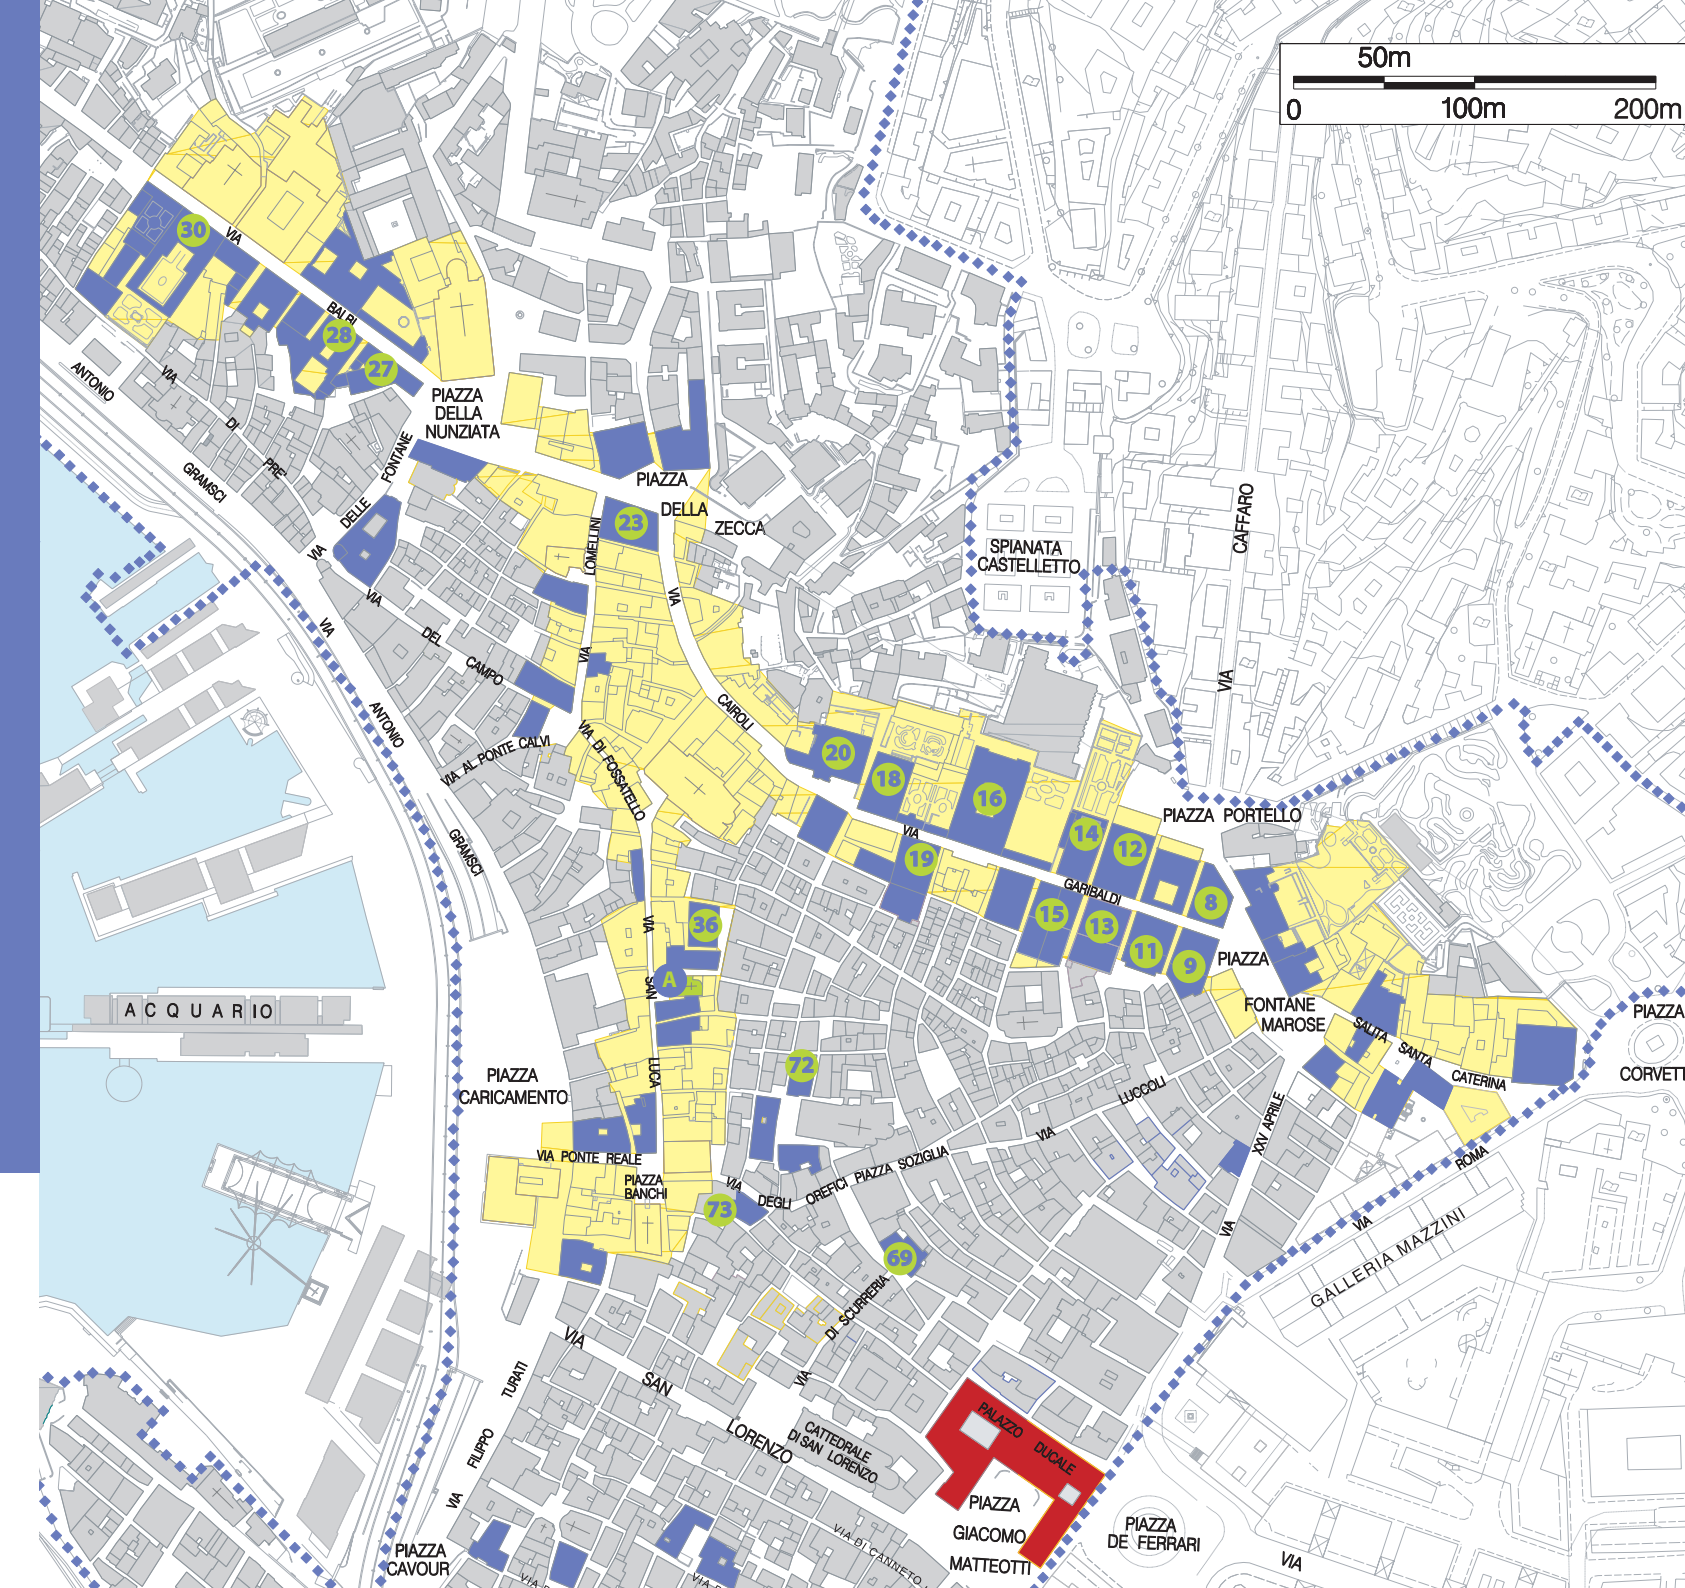 50m
0
100m
200m
30
VIA
BALBI
28
27
ANTONIO
VIA
DI
PRE'
GRAMSCI
PIAZZA
DELLA
NUNZIATA
FONTANE
DELLE
VIA
PIAZZA
DELLA
ZECCA
23
LOMELLINI
VIA
SPIANATA
CASTELLETTO
CAFFARO
VIA
VIA
DEL
CAMPO
VIA
VIA
ANTONIO
GRAMSCI
CAIROLI
VIA AL PONTE CALVI
VIA DI FOSSATELLO
20
18
16
14
12
8
VIA
GARIBALDI
19
15
13
11
9
PIAZZA PORTELLO
PIAZZA
FONTANE
MAROSE
36
A
VIA
SAN
LUCA
ACQUARIO
PIAZZA
CARICAMENTO
72
SALITA
SANTA
CATERINA
PIAZZA
CORVETT
LUCCOLI
VIA
XXV APRILE
VIA
ROMA
VIA
GALLERIA MAZZINI
VIA PONTE REALE
PIAZZA
BANCHI
VIA
DEGLI
OREFICI
PIAZZA SOZIGLIA
73
69
DI SCURRERIA
VIA
VIA
SAN
LORENZO
TURATI
FILIPPO
VIA
CATTEDRALE
DI SAN LORENZO
PALAZZO
DUCALE
PIAZZA
GIACOMO
MATTEOTTI
PIAZZA
DE FERRARI
VIA
PIAZZA
CAVOUR
VIA DI CANNETO